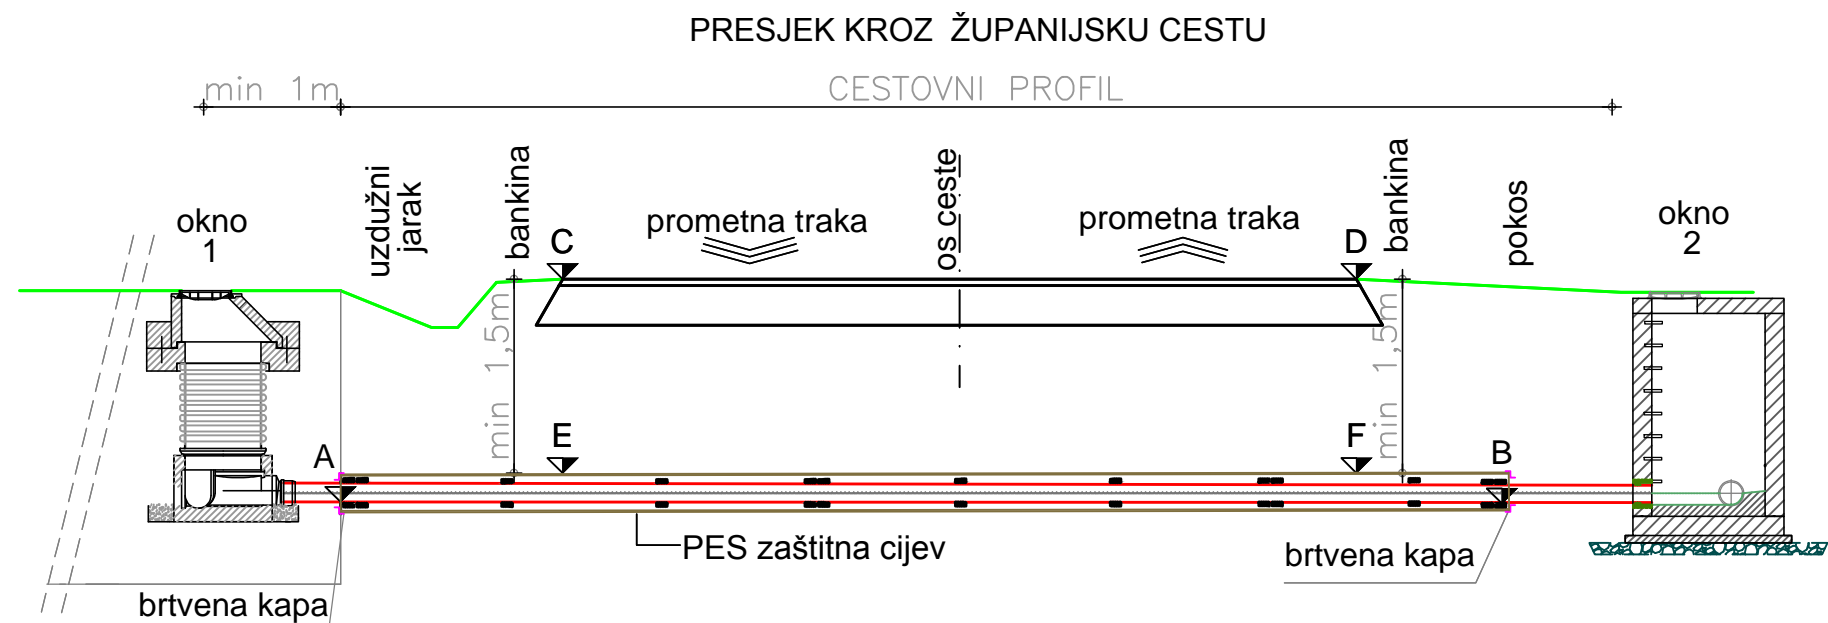 PRESJEK KROZ ŽUPANIJSKU CESTU
min 1m
CESTOVNI PROFIL
okno
1
uzdužni
jarak
bankina
C
prometna traka
os ceste
prometna traka
D
bankina
pokos
okno
2
min 1,5m
min 1,5m
A
E
F
B
PES zaštitna cijev
brtvena kapa
brtvena kapa